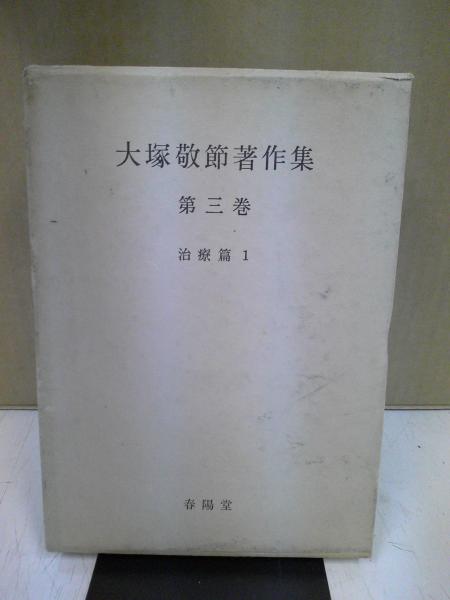 大塚敬節著作集
第三巻
治療篇 1
春陽堂